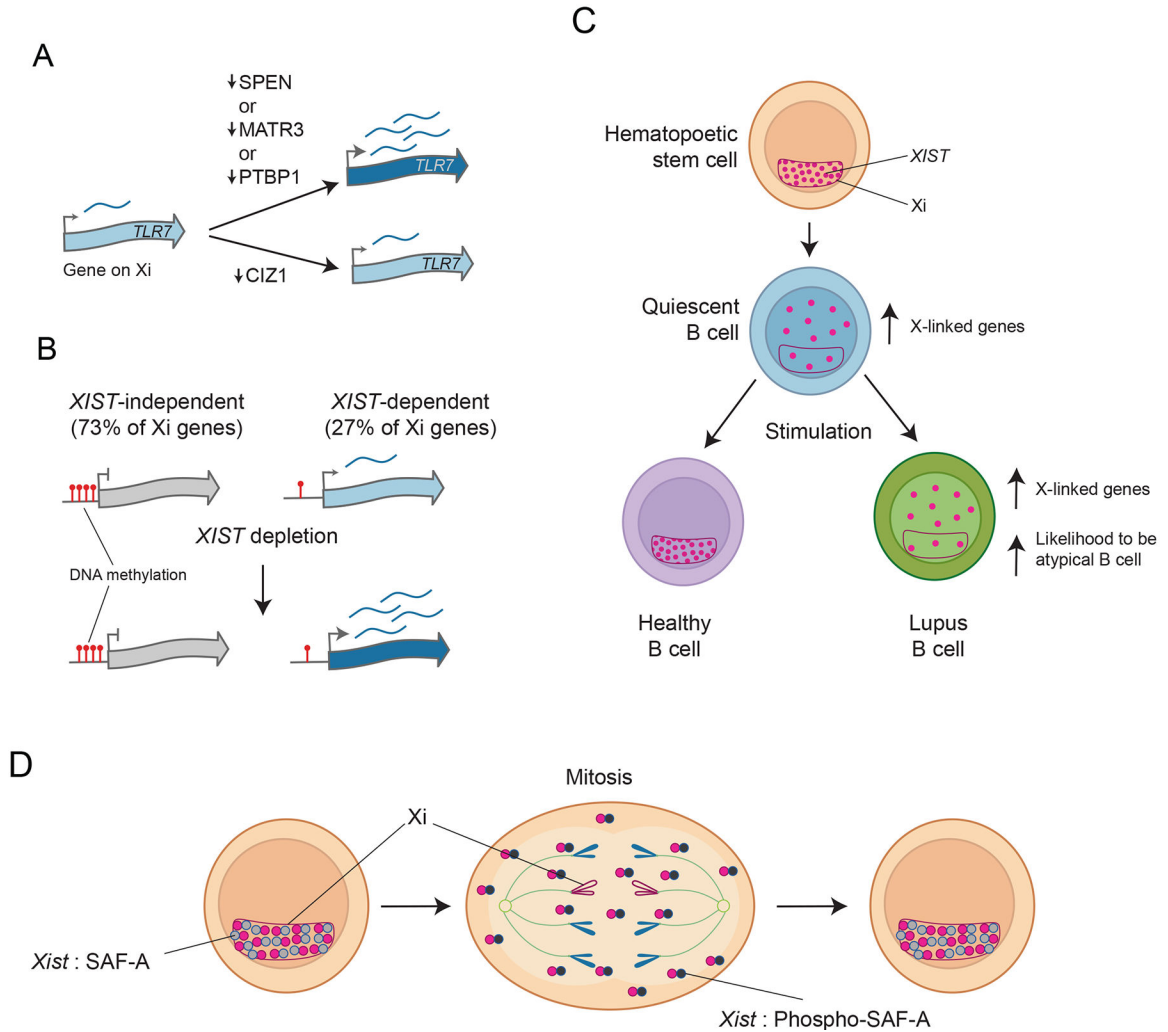 A
↓SPEN
or
↓MATR3
or
↓PTBP1
TLR7
TLR7
Gene on Xi
↓CIZ1
TLR7
B
XIST-independent
(73% of Xi genes)
XIST-dependent
(27% of Xi genes)
XIST depletion
DNA methylation
C
Hematopoetic
stem cell
XIST
Xi
Quiescent
B cell
X-linked genes
Stimulation
X-linked genes
Likelihood to be
atypical B cell
Healthy
B cell
Lupus
B cell
D
Mitosis
Xi
Xist : SAF-A
Xist : Phospho-SAF-A